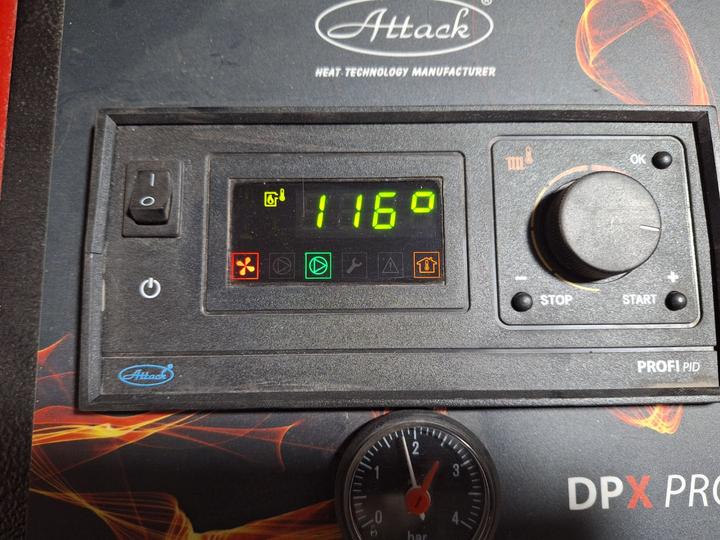 Attack®
HEAT TECHNOLOGY MANUFACTURER
I
O
OK
116°
−
+
STOP
START
Attack®
PROFI PID
1
2
3
0
4
bar
DPX PRO